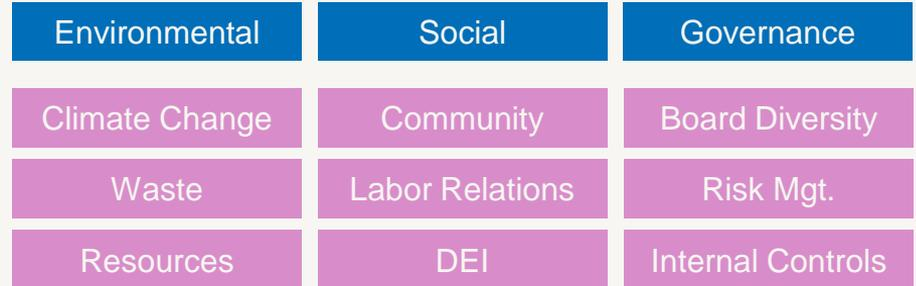 Environmental Social Governance
Climate Change Community Board Diversity
Waste Labor Relations Risk Mgt.
Resources DEI Internal Controls